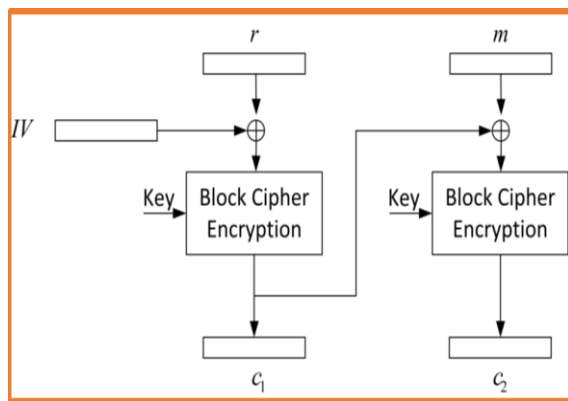 r m
IV
Key Block Cipher Encryption Key Block Cipher Encryption
c₁ c₂